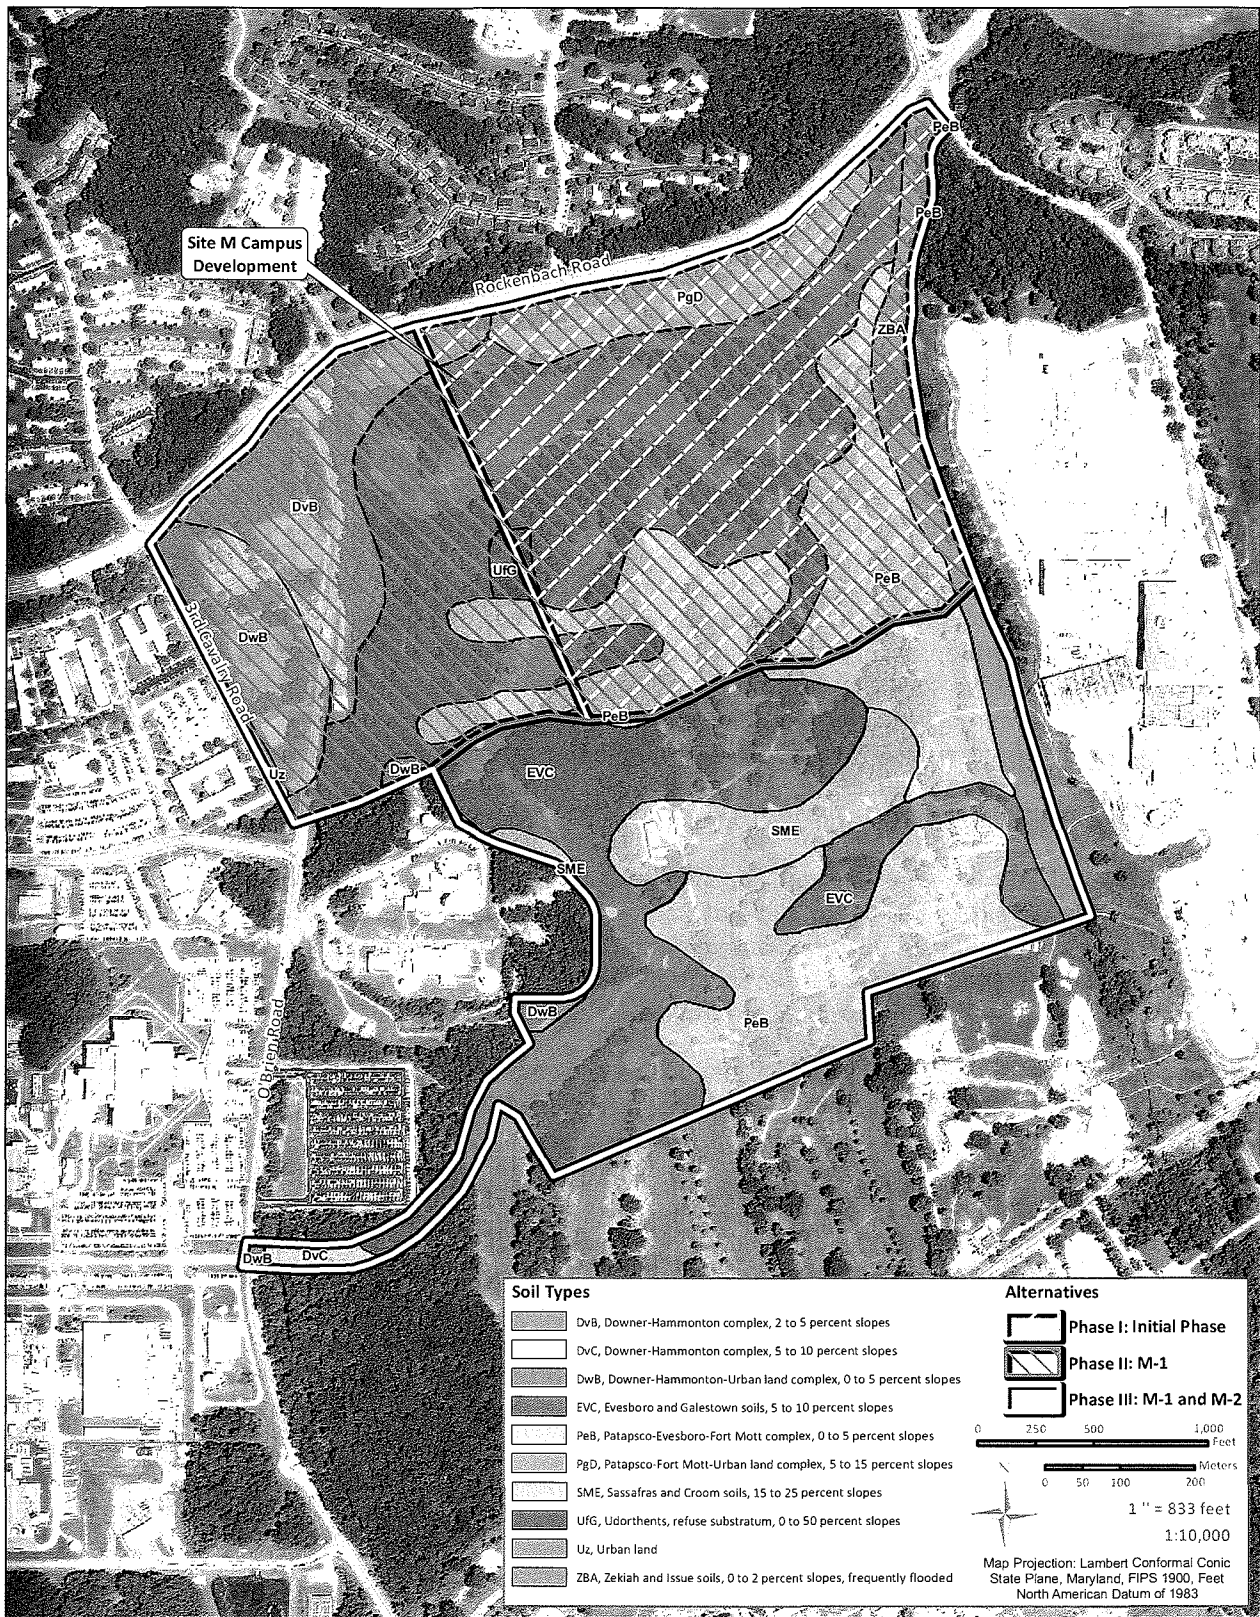 PeB
PeB
Site M Campus
Development
Rockenbach Road
PgD
ZBA
DvB
UfG
PeB
3rd Cavalry Road
DwB
PeB
Uz
DwB
EVC
SME
SME
EVC
DwB
PeB
O'Brien Road
DwB
DvC
Soil Types
DvB, Downer-Hammonton complex, 2 to 5 percent slopes
DvC, Downer-Hammonton complex, 5 to 10 percent slopes
DwB, Downer-Hammonton-Urban land complex, 0 to 5 percent slopes
EVC, Evesboro and Galestown soils, 5 to 10 percent slopes
PeB, Patapsco-Evesboro-Fort Mott complex, 0 to 5 percent slopes
PgD, Patapsco-Fort Mott-Urban land complex, 5 to 15 percent slopes
SME, Sassafras and Croom soils, 15 to 25 percent slopes
UfG, Udorthents, refuse substratum, 0 to 50 percent slopes
Uz, Urban land
ZBA, Zekiah and Issue soils, 0 to 2 percent slopes, frequently flooded
Alternatives
Phase I: Initial Phase
Phase II: M-1
Phase III: M-1 and M-2
0 250 500 1,000
Feet
Meters
0 50 100 200
1 " = 833 feet
1:10,000
Map Projection: Lambert Conformal Conic
State Plane, Maryland, FIPS 1900, Feet
North American Datum of 1983